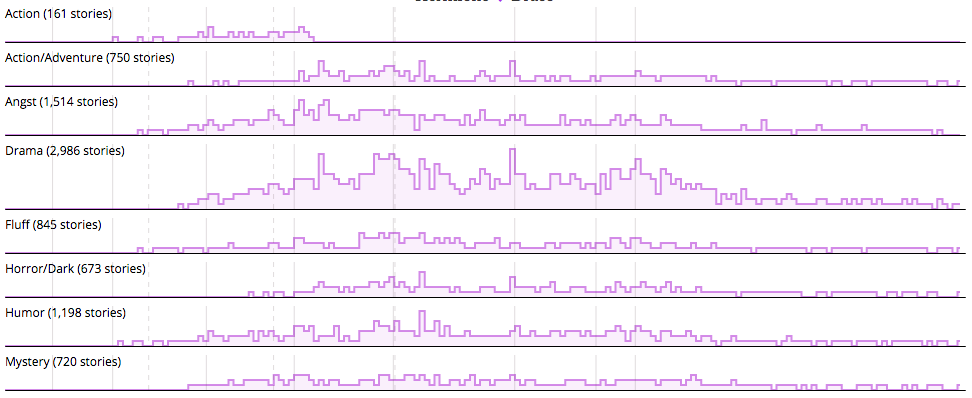 Action (161 stories)
Action/Adventure (750 stories)
Angst (1,514 stories)
Drama (2,986 stories)
Fluff (845 stories)
Horror/Dark (673 stories)
Humor (1,198 stories)
Mystery (720 stories)